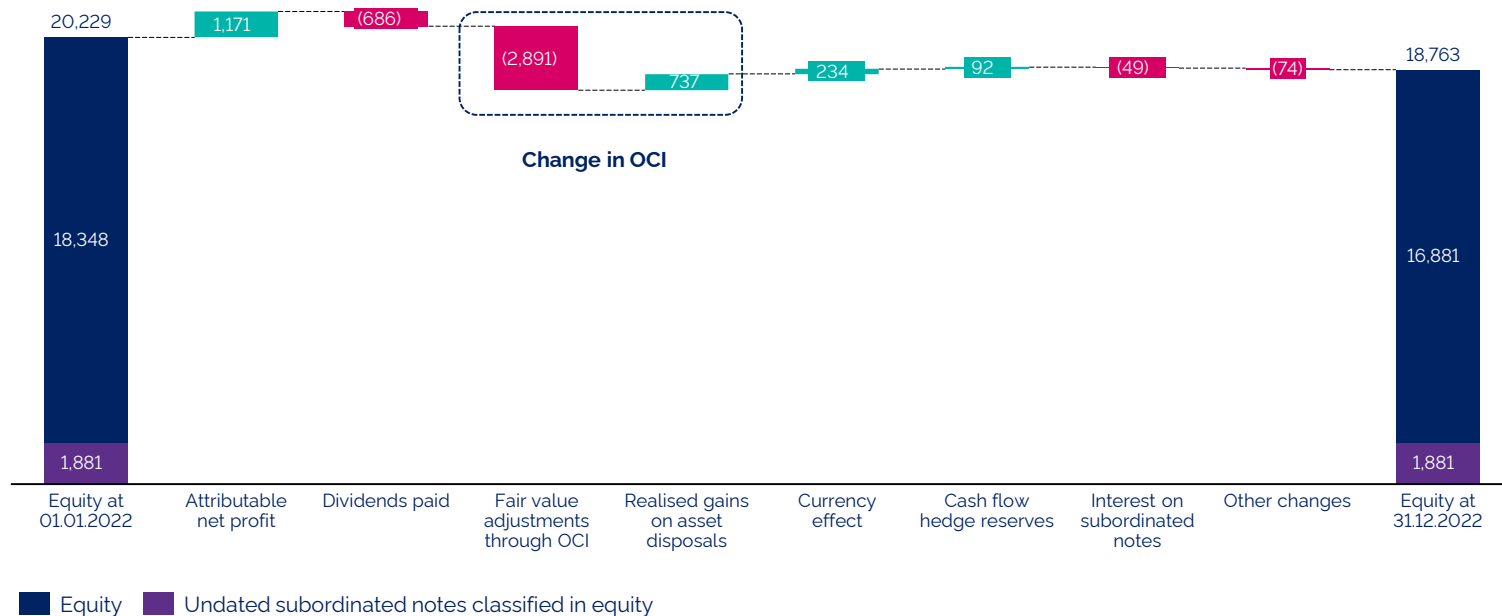 20,229
1,171
(686)
(2,891)
737
234
92
(49)
(74)
18,763
Change in OCI
18,348
16,881
1,881
1,881
Equity at
01.01.2022
Attributable
net profit
Dividends paid
Fair value
adjustments
through OCI
Realised gains
on asset
disposals
Currency
effect
Cash flow
hedge reserves
Interest on
subordinated
notes
Other changes
Equity at
31.12.2022
Equity
Undated subordinated notes classified in equity